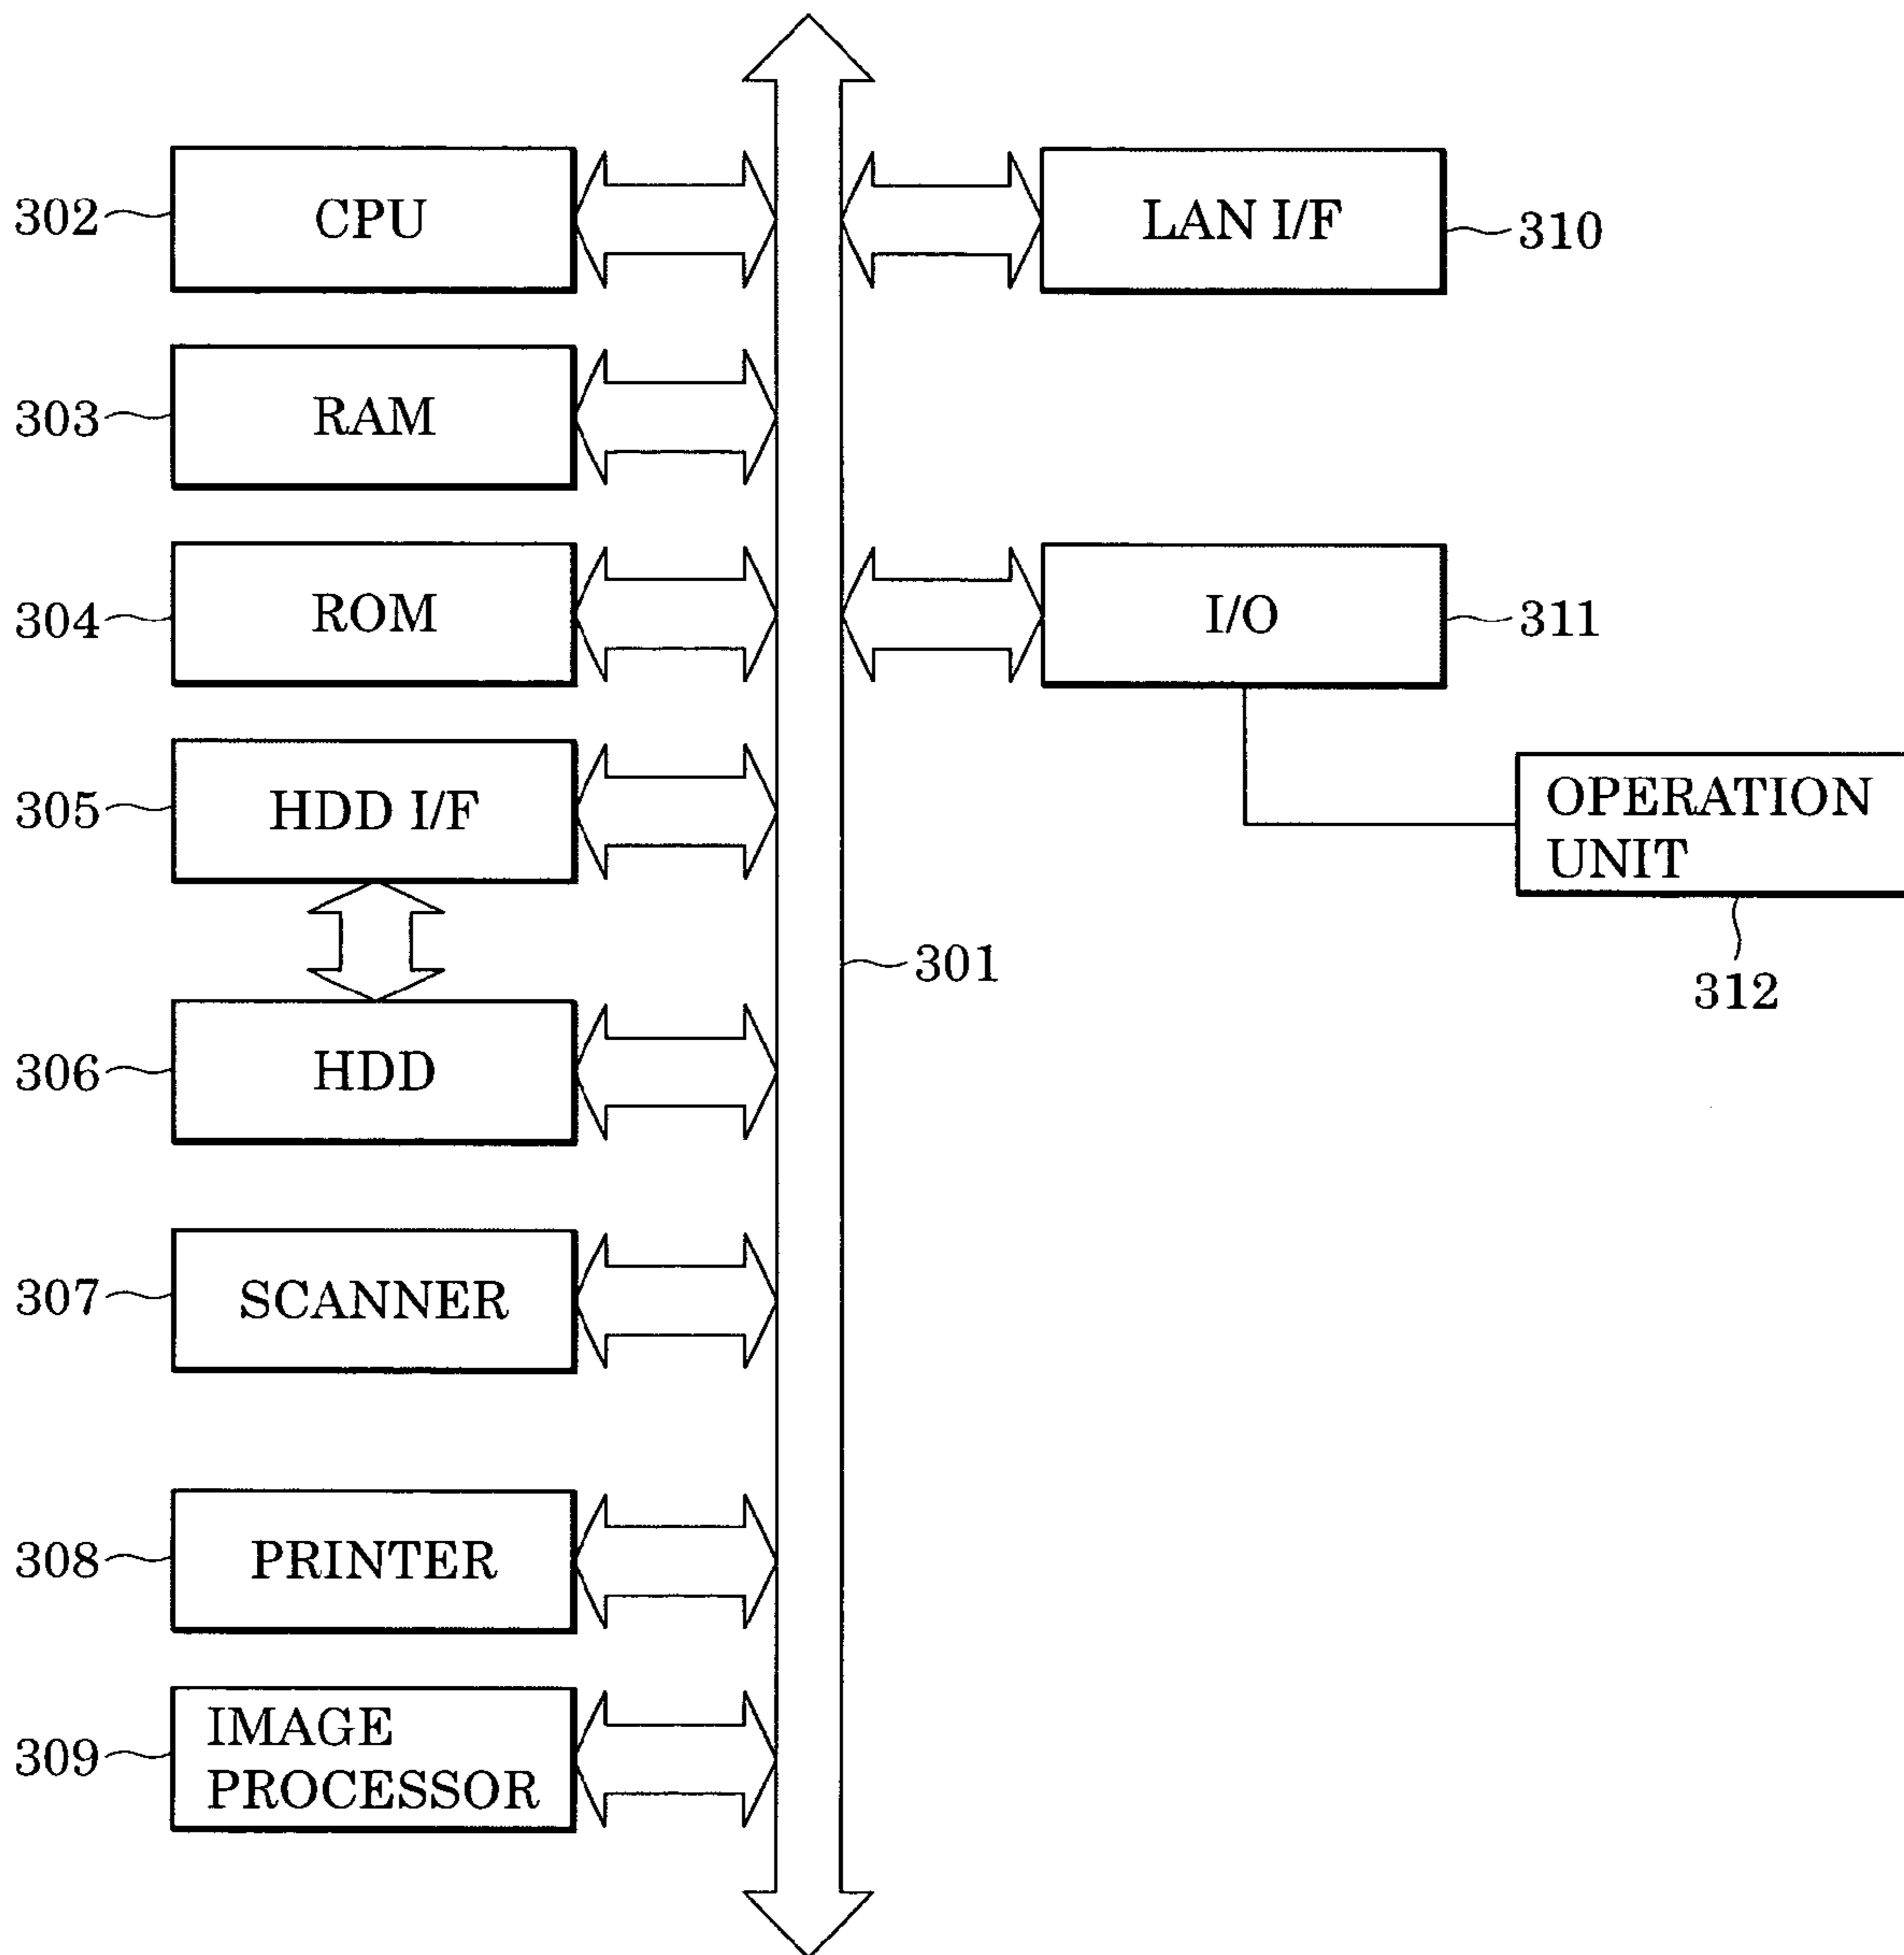 302
CPU
LAN I/F
310
303
RAM
304
ROM
I/O
311
305
HDD I/F
OPERATION
UNIT
301
312
306
HDD
307
SCANNER
308
PRINTER
309
IMAGE
PROCESSOR